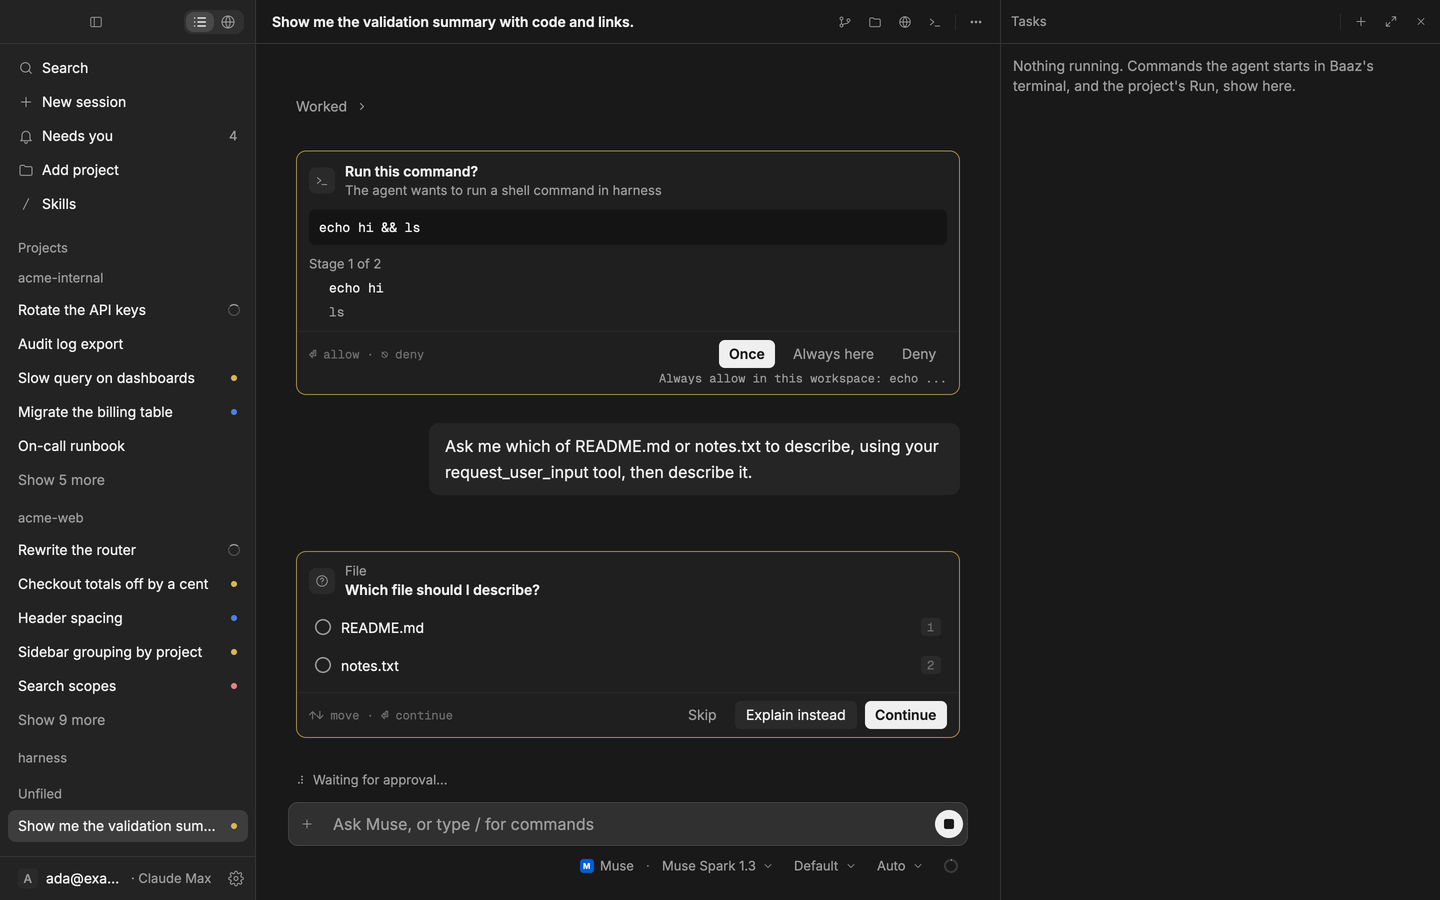 Search
New session
Needs you 4
Add project
Skills
Projects
acme-internal
Rotate the API keys
Audit log export
Slow query on dashboards
Migrate the billing table
On-call runbook
Show 5 more
acme-web
Rewrite the router
Checkout totals off by a cent
Header spacing
Sidebar grouping by project
Search scopes
Show 9 more
harness
Unfiled
Show me the validation sum...
A ada@exa... · Claude Max
Show me the validation summary with code and links.
Worked
Run this command?
The agent wants to run a shell command in harness
echo hi && ls
Stage 1 of 2
echo hi
ls
allow · deny
Once Always here Deny
Always allow in this workspace: echo ...
Ask me which of README.md or notes.txt to describe, using your
request_user_input tool, then describe it.
File
Which file should I describe?
README.md 1
notes.txt 2
move · continue
Skip Explain instead Continue
Waiting for approval...
Ask Muse, or type / for commands
M Muse · Muse Spark 1.3 Default Auto
Tasks
Nothing running. Commands the agent starts in Baaz's
terminal, and the project's Run, show here.